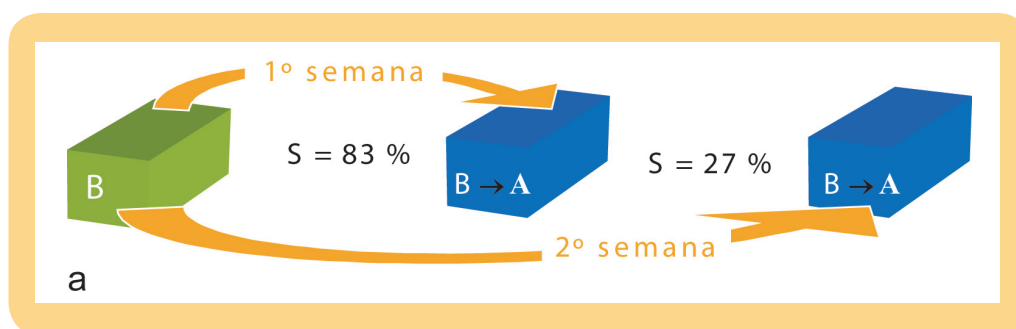 1º semana
S = 83 %
S = 27 %
B
B → A
B → A
2º semana
a